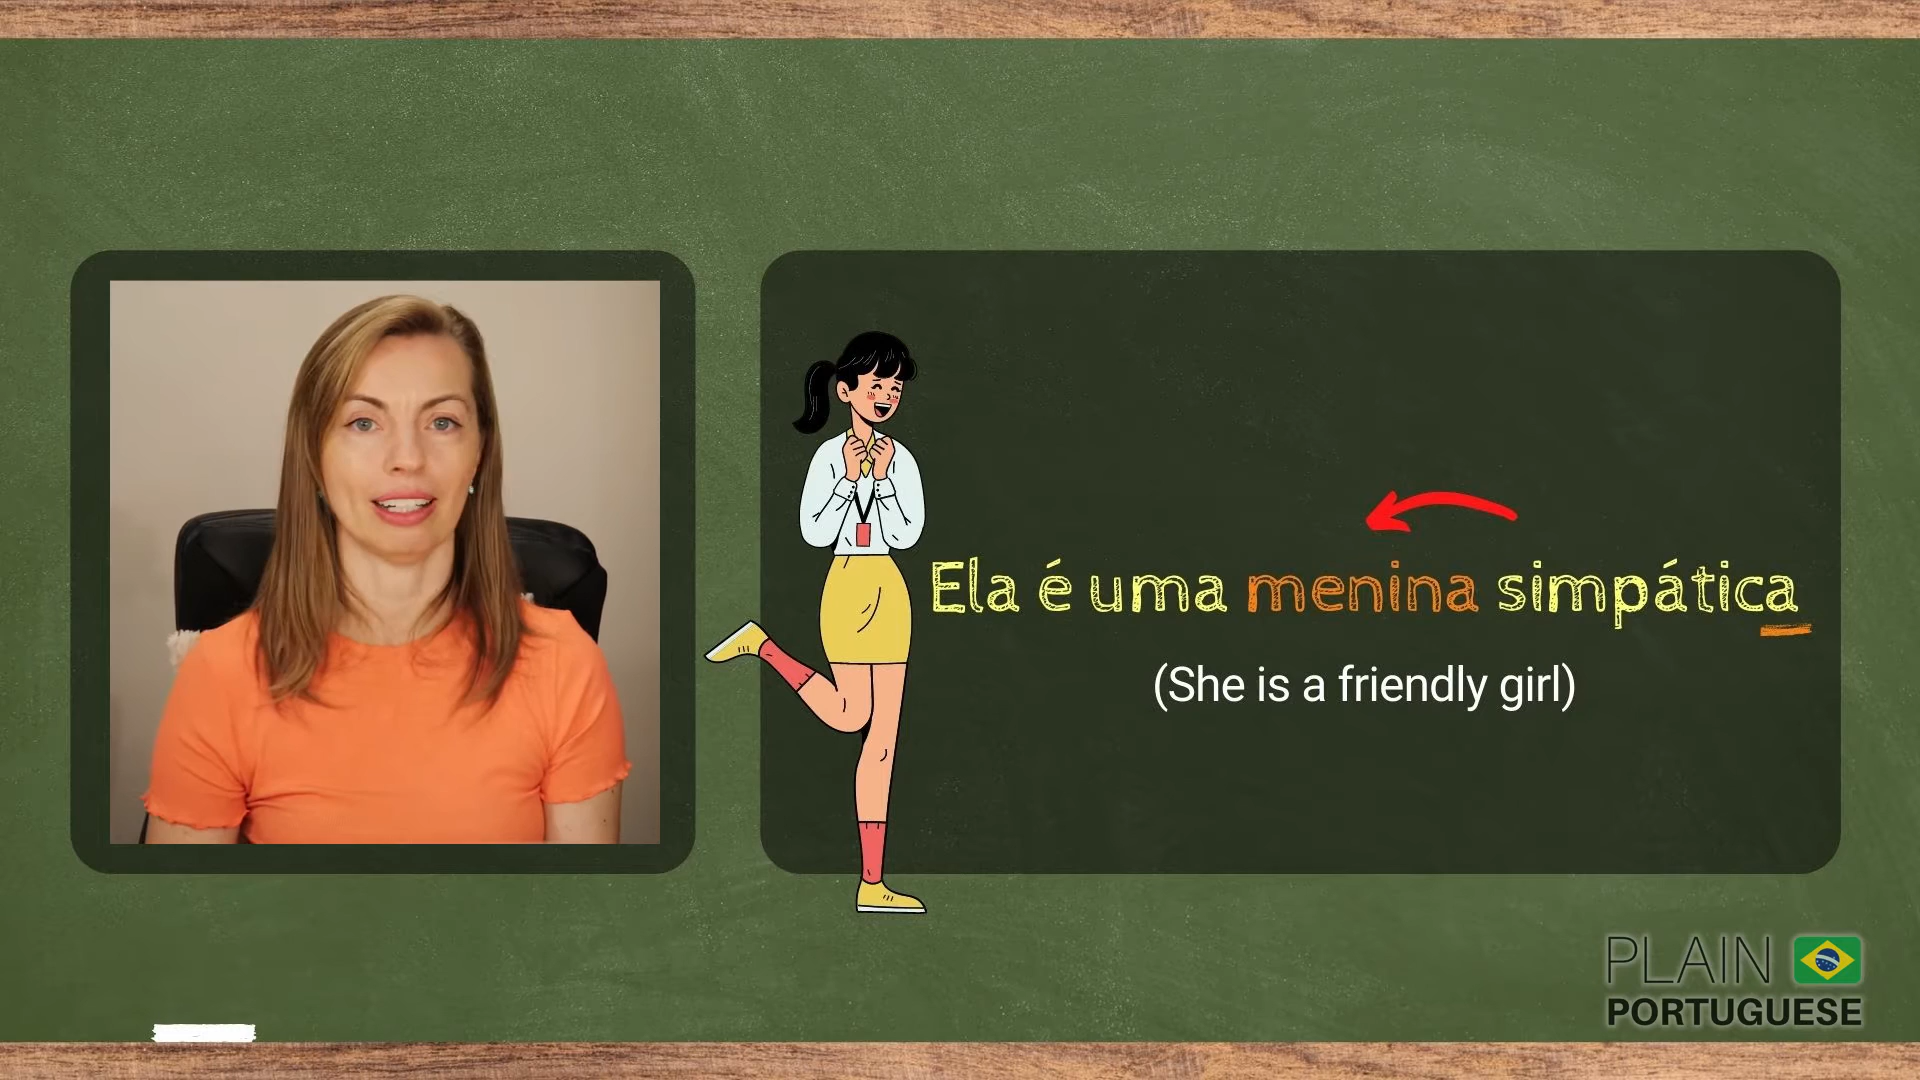 Ela é uma menina simpática
(She is a friendly girl)
PLAIN
PORTUGUESE